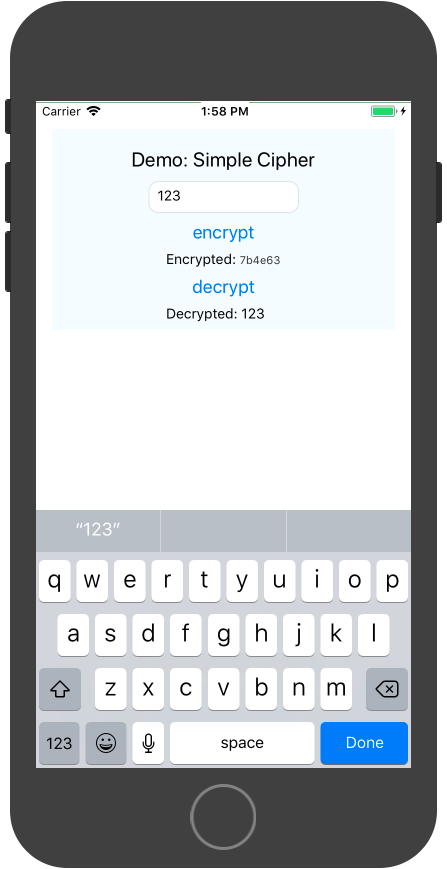 Carrier 1:58 PM
Demo: Simple Cipher
123
encrypt
Encrypted: 7b4e63
decrypt
Decrypted: 123
“123”
q w e r t y u i o p
a s d f g h j k l
z x c v b n m
123 space Done